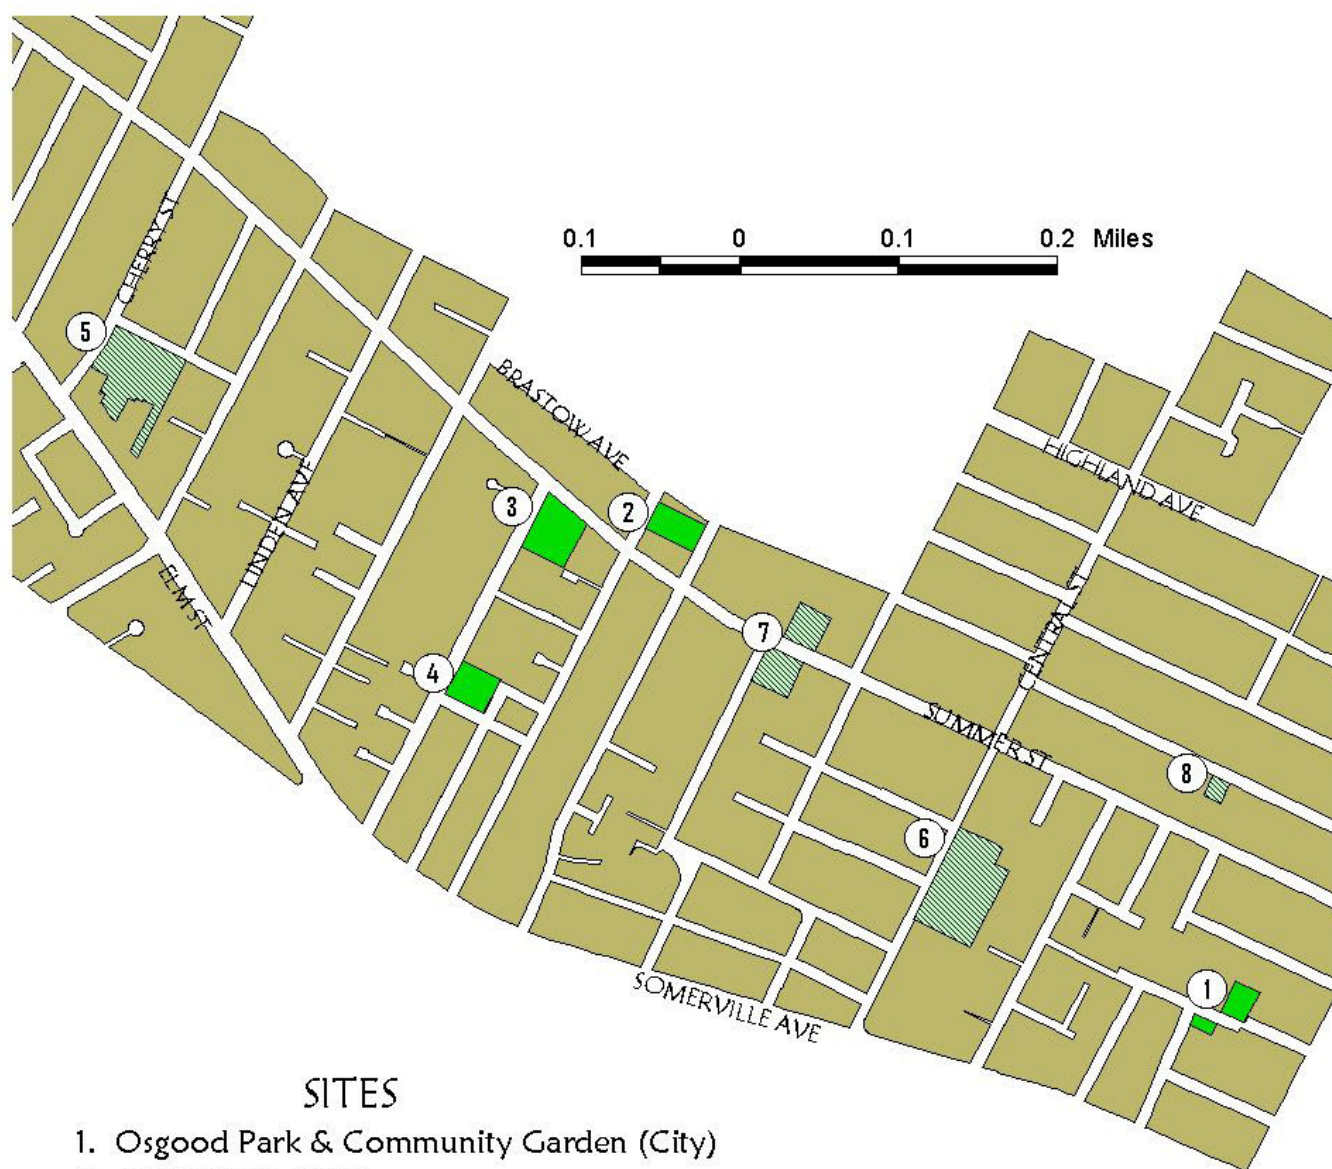 CHERRY ST
0.1 0 0.1 0.2 Miles
5
BRASTOW AVE
HIGHLAND AVE
3
2
LINDEN AVE
ELM ST
7
CENTRAL ST
4
SUMMER ST
8
6
1
SOMERVILLE AVE
SITES
1. Osgood Park & Community Garden (City)